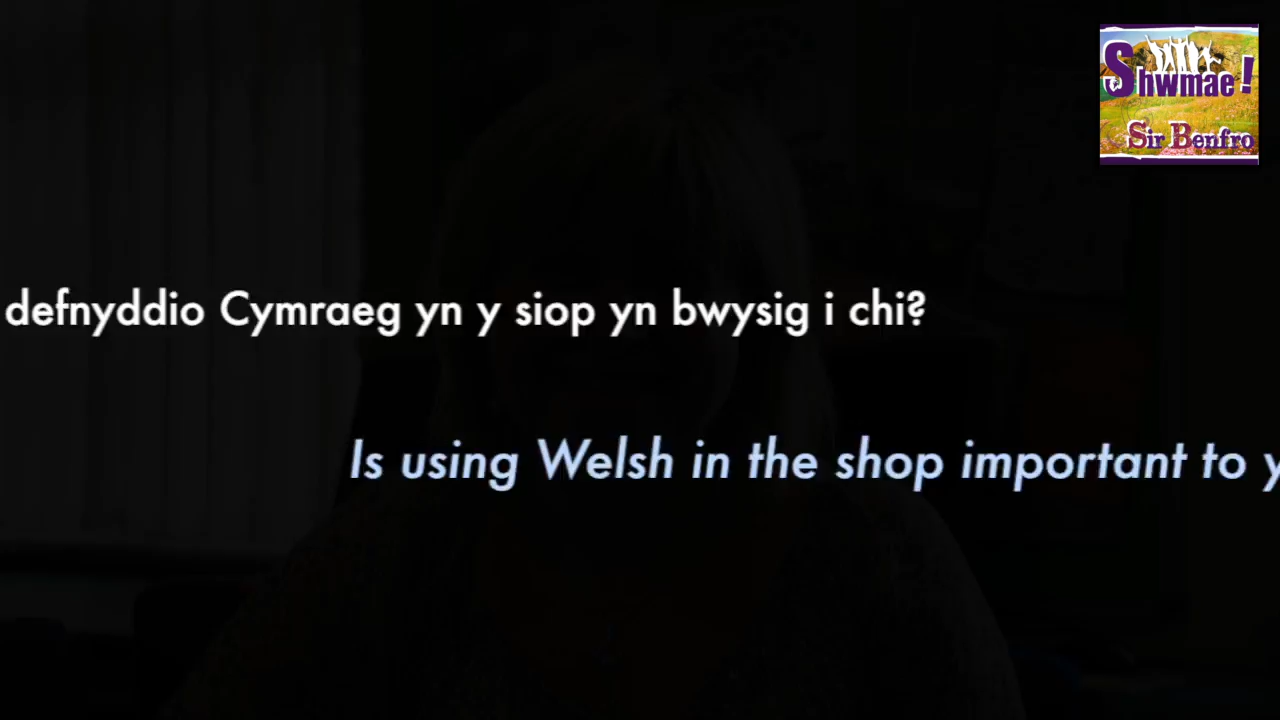 Shwmae!
Sir Benfro
defnyddio Cymraeg yn y siop yn bwysig i chi?
Is using Welsh in the shop important to y